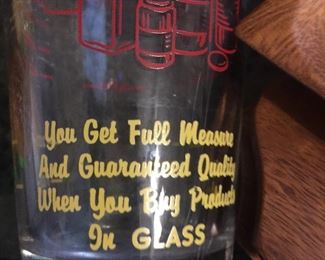 You Get Full Measure
And Guaranteed Quality
When You Buy Products
In GLASS